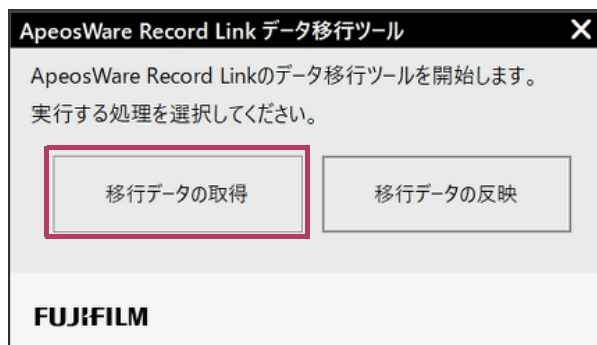 ApeosWare Record Link データ移行ツール
ApeosWare Record Linkのデータ移行ツールを開始します。
実行する処理を選択してください。
移行データの取得
移行データの反映
FUJIFILM